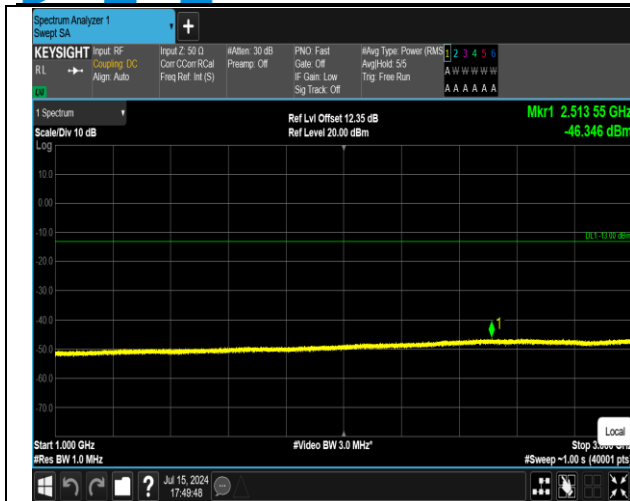 Spectrum Analyzer 1
Swept SA
+
KEYSIGHT Input: RF Input Z: 50 Ω #Atten: 30 dB PNO: Fast #Avg Type: Power (RMS 1 2 3 4 5 6
RL Coupling: DC Corr CCorr RCal Preamp: Off Gate: Off Avg|Hold: 5/5 A W W W W W
Align: Auto Freq Ref: Int (S) IF Gain: Low Trig: Free Run
LXI Sig Track: Off A A A A A A
1 Spectrum Ref Lvl Offset 12.35 dB Mkr1 2.513 55 GHz
Scale/Div 10 dB Ref Level 20.00 dBm -46.346 dBm
Log
10.0
0.00
-10.0
DL1 -13.00 dBm
-20.0
-30.0
-40.0
1
-50.0
-60.0
-70.0
Local
Start 1.000 GHz #Video BW 3.0 MHz* Stop
#Res BW 1.0 MHz #Sweep ~1.00 s (40001 pts)
? Jul 15, 2024
17:49:48